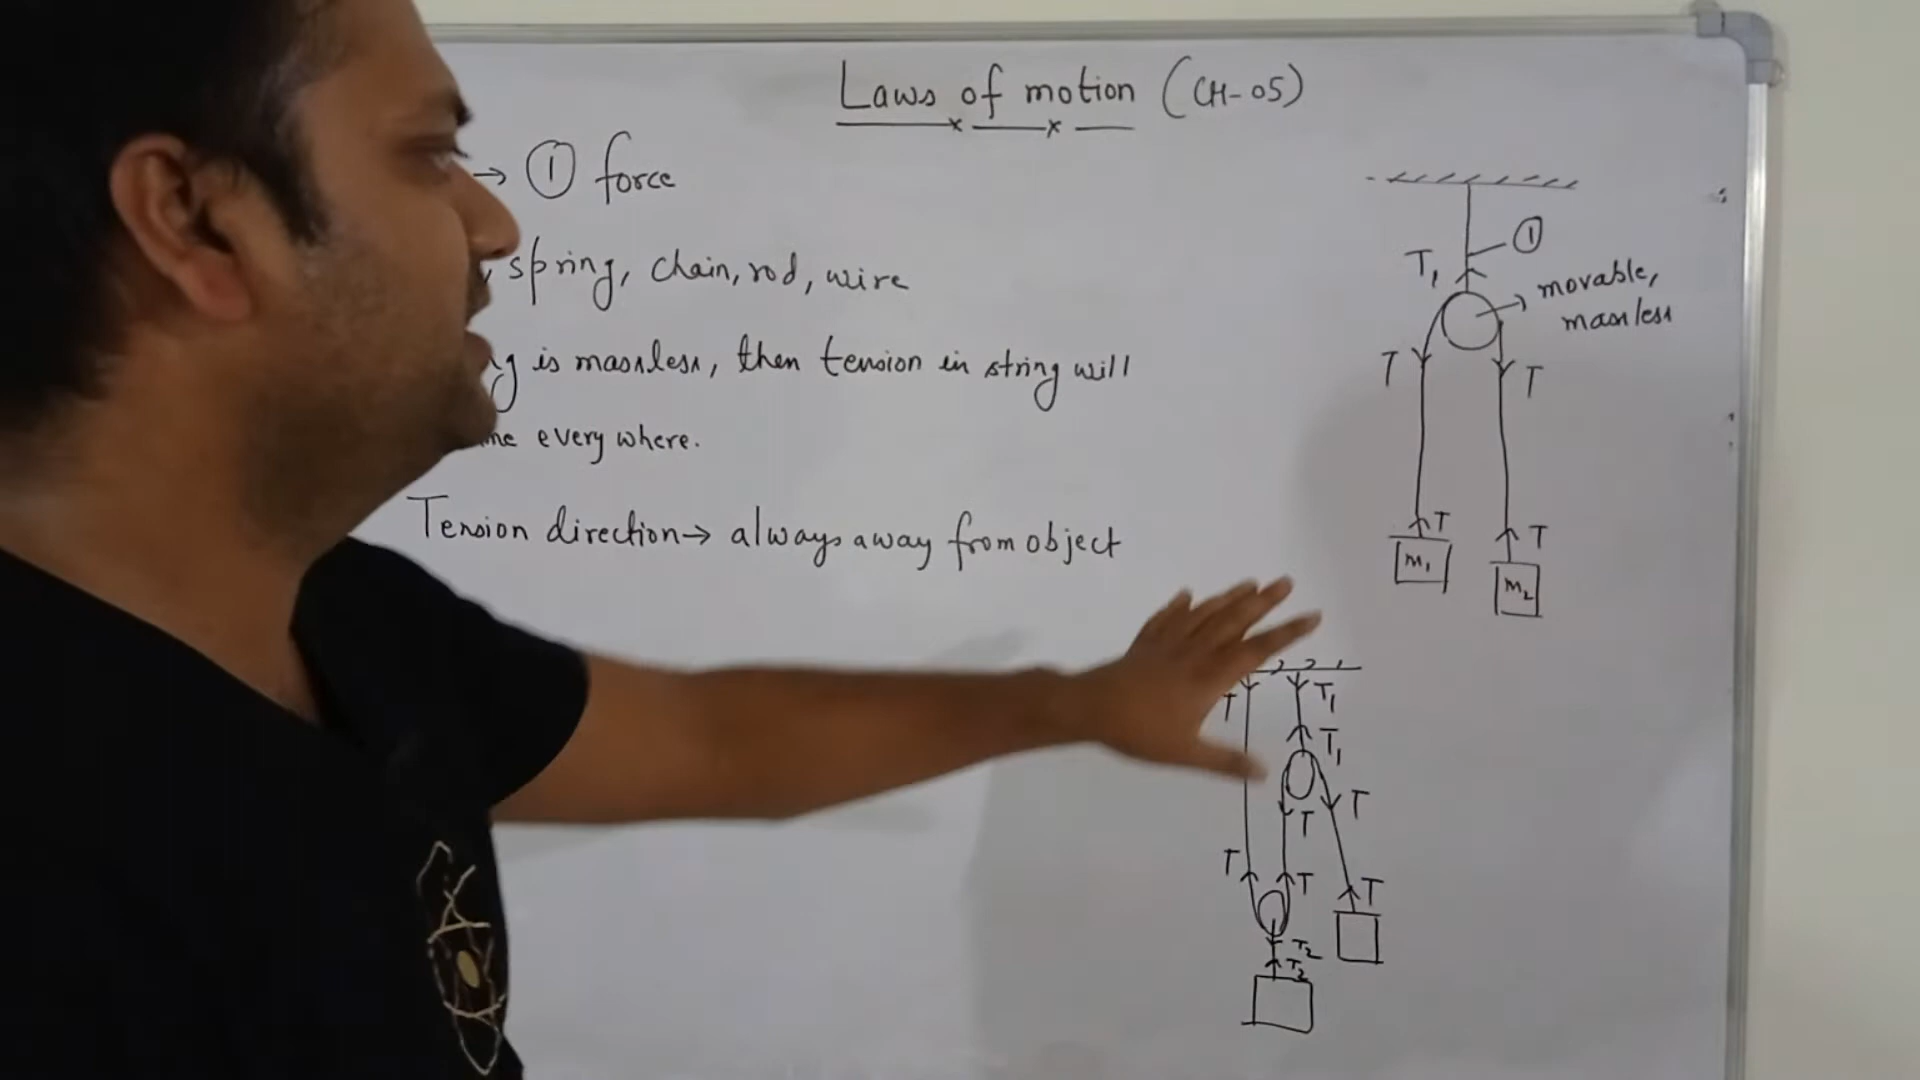 Laws of motion (CH-05)
→ ① force
, spring, chain, rod, wire
is massless, then tension in string will
every where.
Tension direction → always away from object
①
T₁
movable,
massless
T T
T T
m₁ m₂
T T₁
T₁
T
T
T T T
T₂
T₂